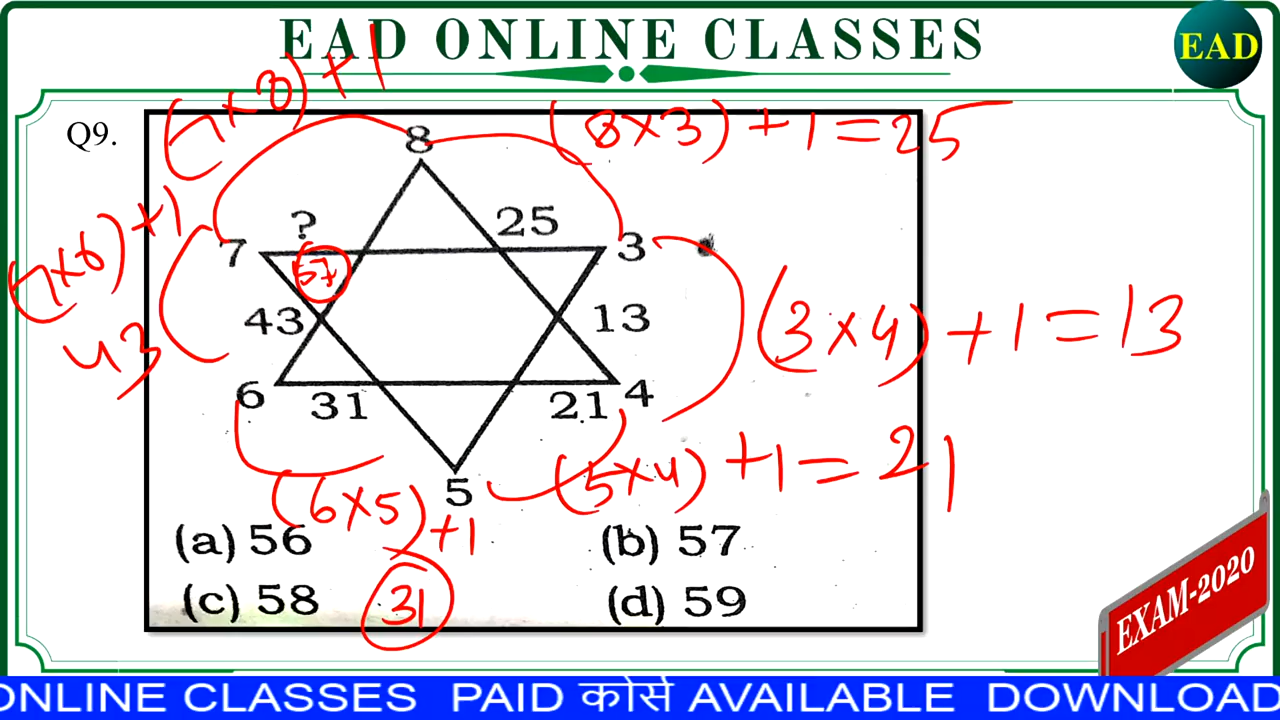 EAD ONLINE CLASSES
EAD
Q9.
(7×8)+1
8
(8×3)+1=25
(7×6)+1
43
7
?
25
3
57
43
13
(3×4)+1=13
6
31
21
4
5
(5×4)+1=21
(6×5)+1
31
(a) 56
(b) 57
(c) 58
(d) 59
EXAM-2020
ONLINE CLASSES PAID कोर्स AVAILABLE DOWNLOAD